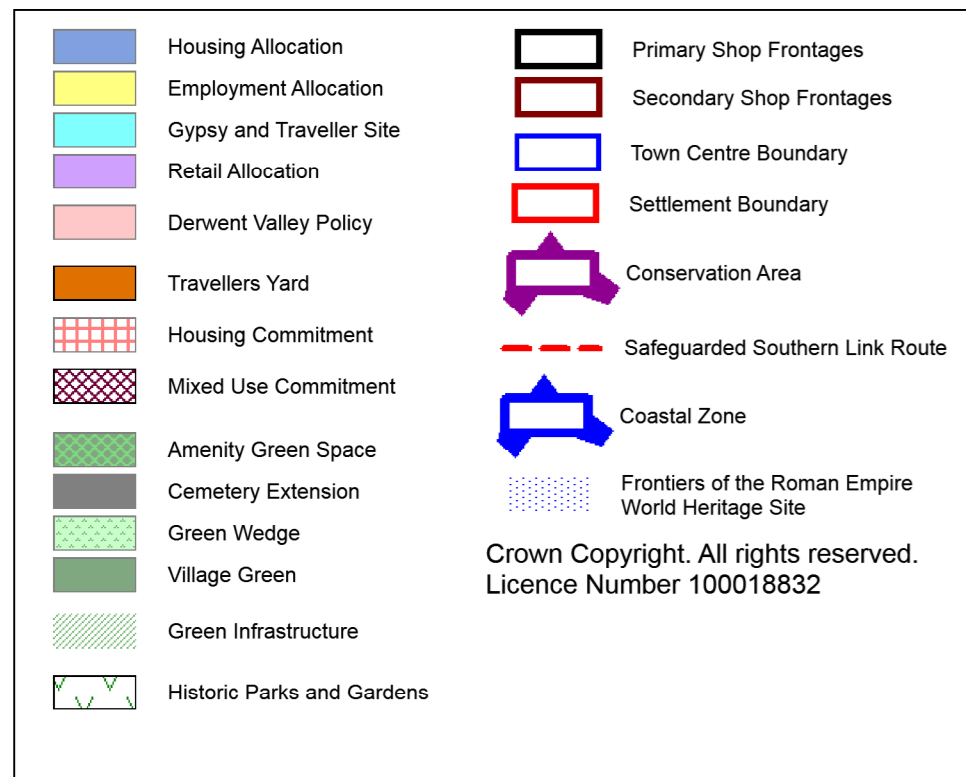 Housing Allocation
Employment Allocation
Gypsy and Traveller Site
Retail Allocation
Derwent Valley Policy
Travellers Yard
Housing Commitment
Mixed Use Commitment
Amenity Green Space
Cemetery Extension
Green Wedge
Village Green
Green Infrastructure
Historic Parks and Gardens
Primary Shop Frontages
Secondary Shop Frontages
Town Centre Boundary
Settlement Boundary
Conservation Area
Safeguarded Southern Link Route
Coastal Zone
Frontiers of the Roman Empire
World Heritage Site
Crown Copyright. All rights reserved.
Licence Number 100018832